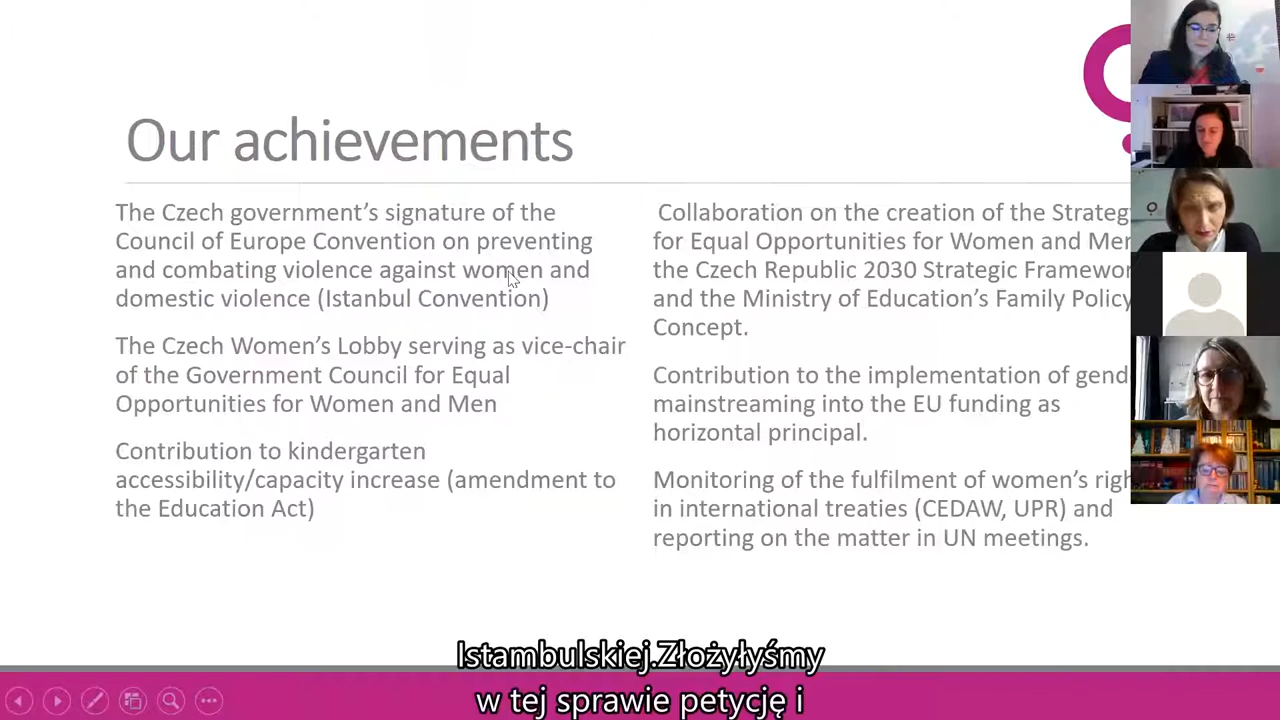 Our achievements
The Czech government's signature of the
Council of Europe Convention on preventing
and combating violence against women and
domestic violence (Istanbul Convention)
The Czech Women's Lobby serving as vice-chair
of the Government Council for Equal
Opportunities for Women and Men
Contribution to kindergarten
accessibility/capacity increase (amendment to
the Education Act)
Collaboration on the creation of the Strateg
for Equal Opportunities for Women and Men
the Czech Republic 2030 Strategic Framewor
and the Ministry of Education's Family Policy
Concept.
Contribution to the implementation of gend
mainstreaming into the EU funding as
horizontal principal.
Monitoring of the fulfilment of women's righ
in international treaties (CEDAW, UPR) and
reporting on the matter in UN meetings.
Istambulskiej.Złożyłyśmy
w tej sprawie petycję i